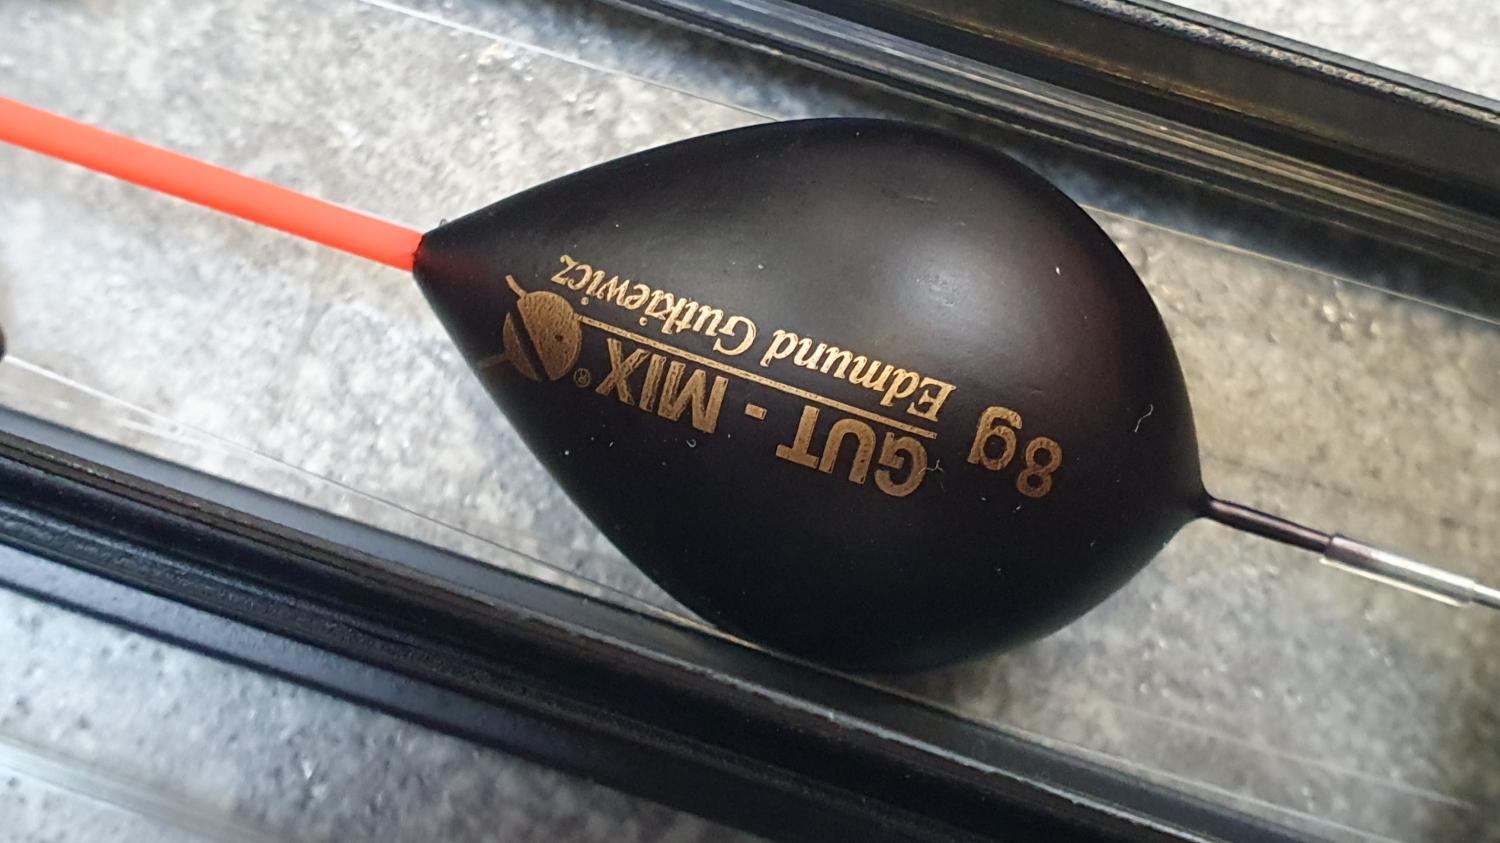 GUT - MIX®
Edmund Gutkiewicz
8g